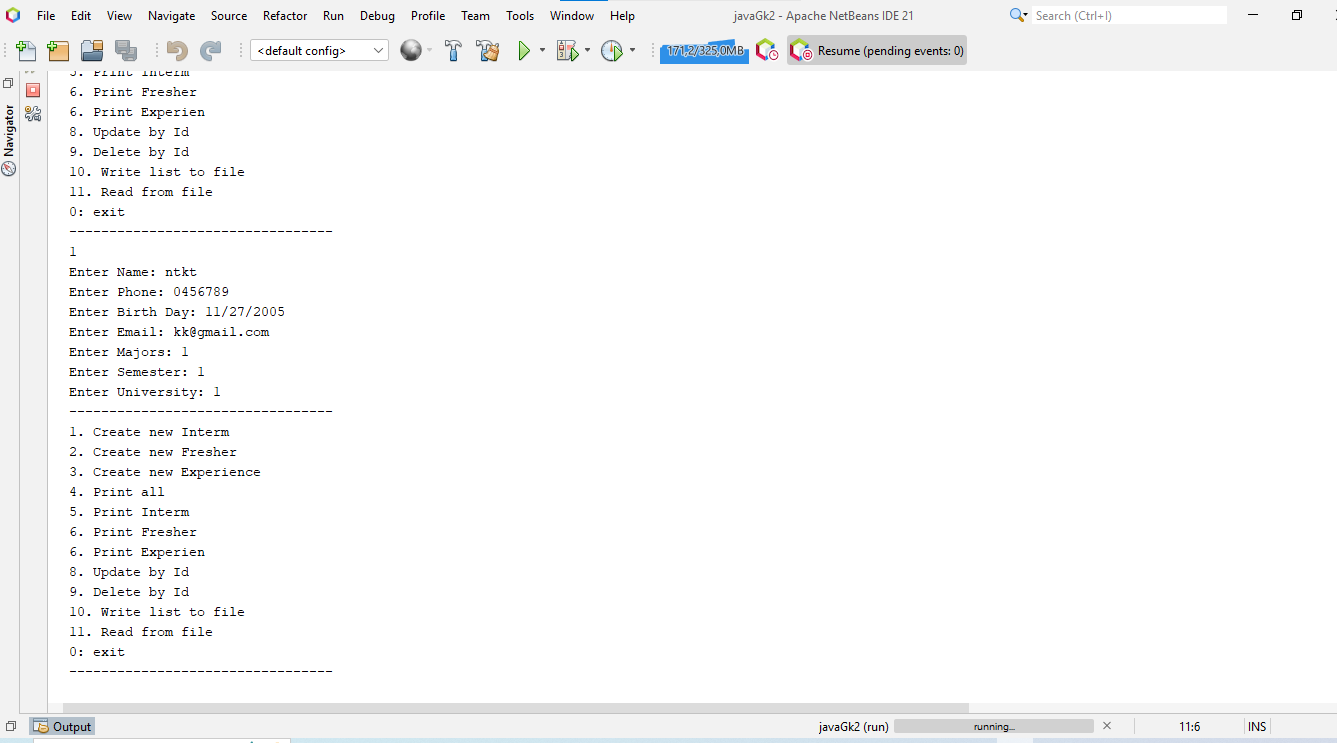 File Edit View Navigate Source Refactor Run Debug Profile Team Tools Window Help javaGk2 - Apache NetBeans IDE 21 Search (Ctrl+I)
<default config> 171,2/325,0MB Resume (pending events: 0)
Navigator
5. Print Interm
6. Print Fresher
6. Print Experien
8. Update by Id
9. Delete by Id
10. Write list to file
11. Read from file
0: exit
---------------------------------
1
Enter Name: ntkt
Enter Phone: 0456789
Enter Birth Day: 11/27/2005
Enter Email: kk@gmail.com
Enter Majors: 1
Enter Semester: 1
Enter University: 1
---------------------------------
1. Create new Interm
2. Create new Fresher
3. Create new Experience
4. Print all
5. Print Interm
6. Print Fresher
6. Print Experien
8. Update by Id
9. Delete by Id
10. Write list to file
11. Read from file
0: exit
---------------------------------
Output javaGk2 (run) running... 11:6 INS